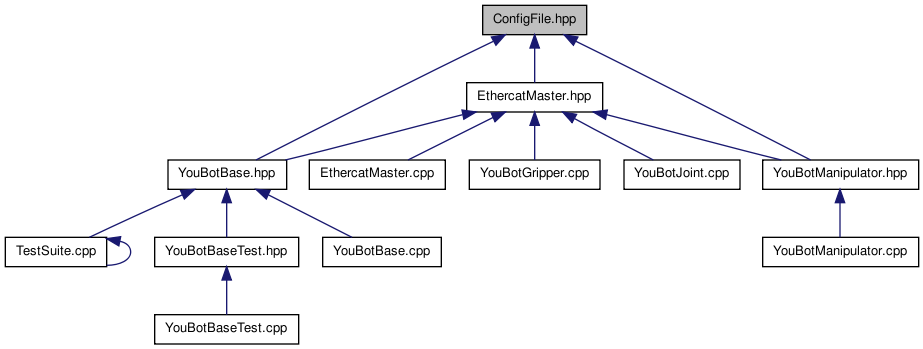 ConfigFile.hpp
EthercatMaster.hpp
YouBotBase.hpp
EthercatMaster.cpp
YouBotGripper.cpp
YouBotJoint.cpp
YouBotManipulator.hpp
TestSuite.cpp
YouBotBaseTest.hpp
YouBotBase.cpp
YouBotManipulator.cpp
YouBotBaseTest.cpp